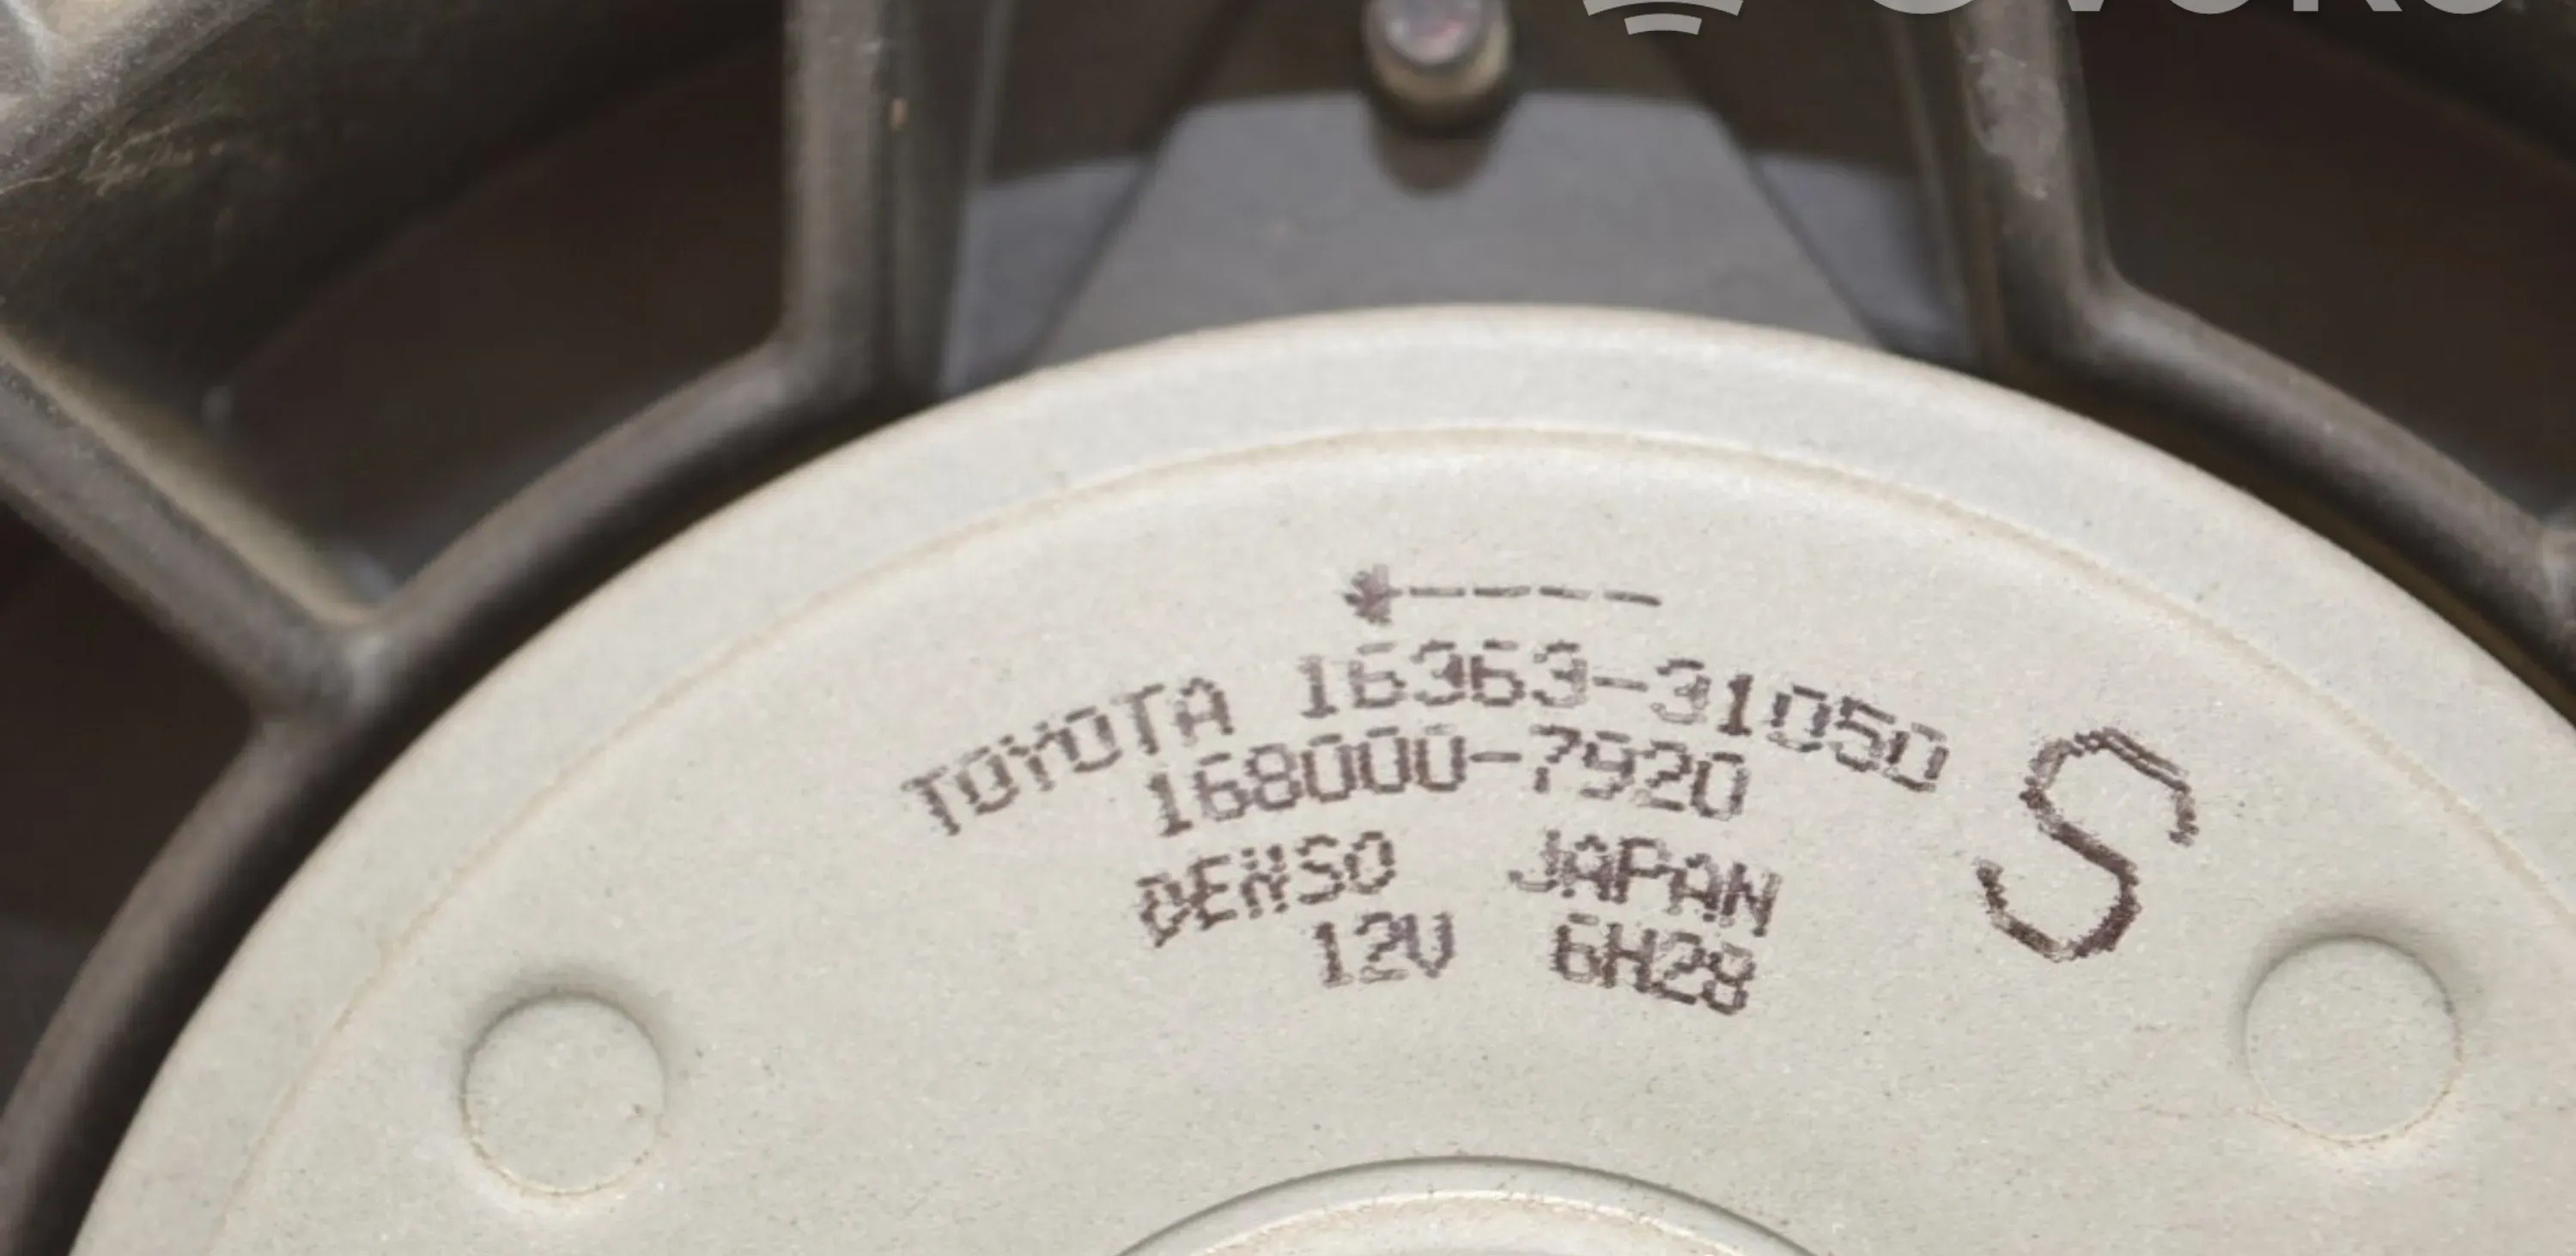 TOYOTA 16363-31050
168000-7920
DENSO JAPAN
12V 6H28
S